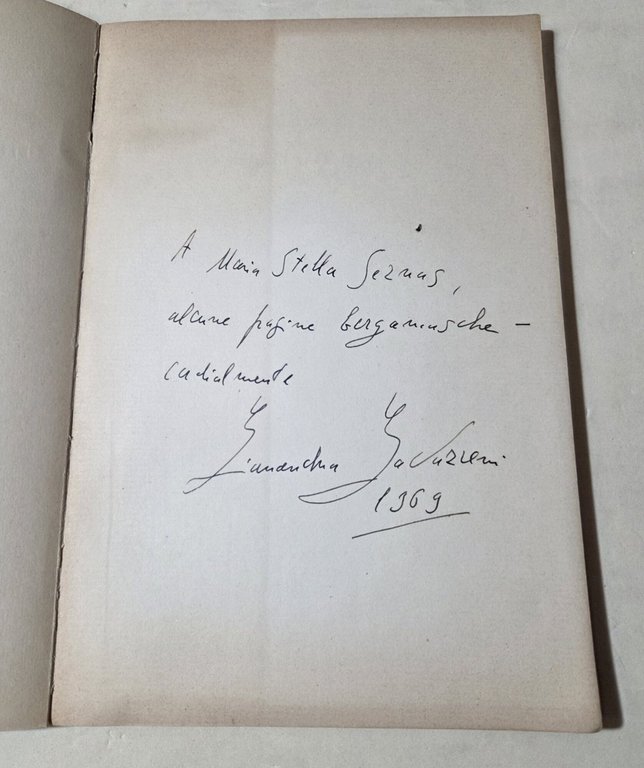 A Maria Stella Sernas,
alcune pagine bergamasche –
cordialmente
Gianandrea Gavazzeni
1969